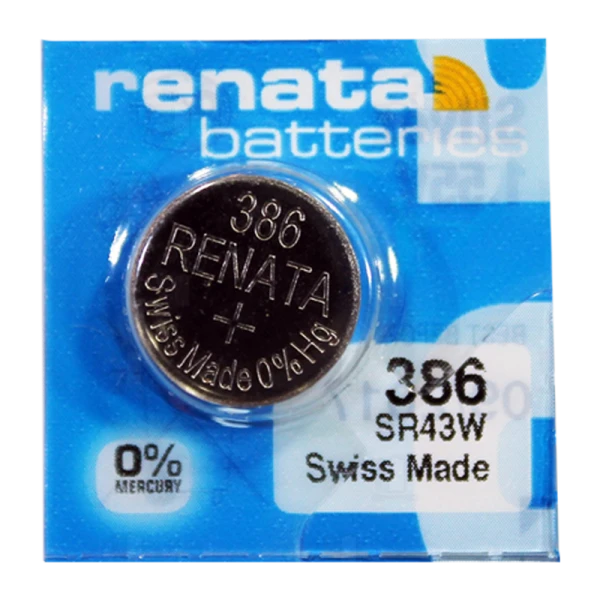 renata
batteries
386
RENATA
+
Swiss Made 0% Hg
386
SR43W
Swiss Made
0%
MERCURY